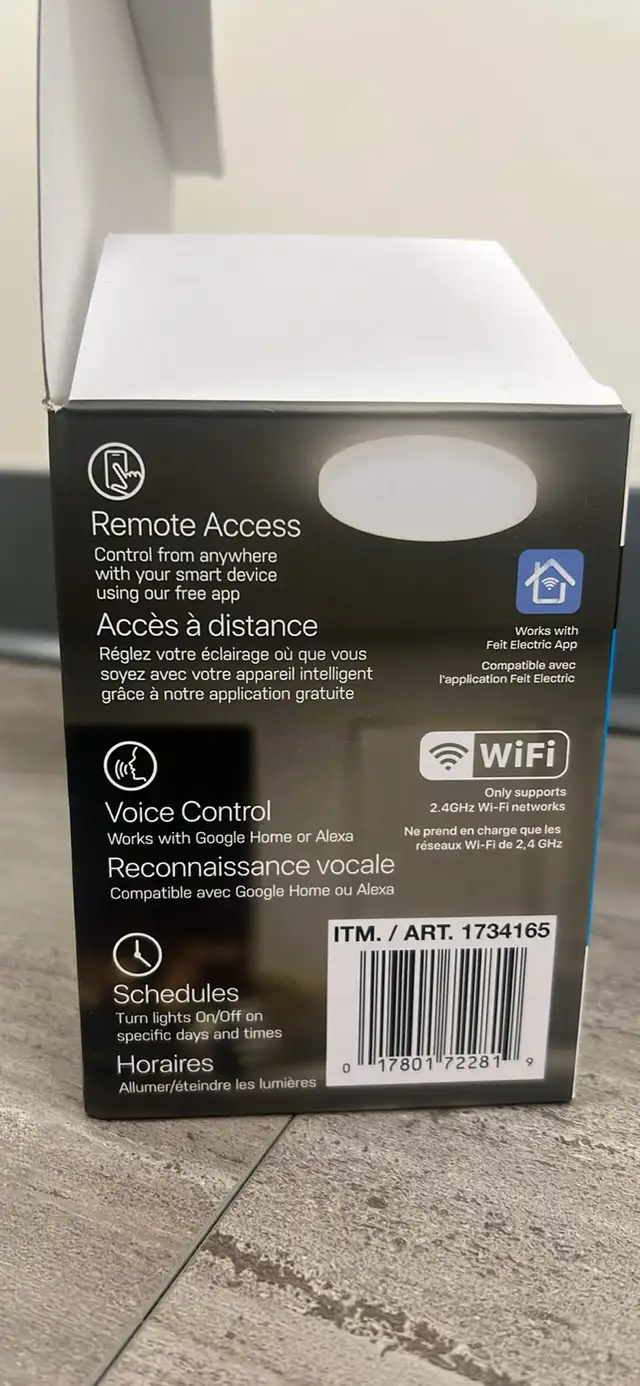 Remote Access
Control from anywhere
with your smart device
using our free app
Accès à distance
Réglez votre éclairage où que vous
soyez avec votre appareil intelligent
grâce à notre application gratuite
Works with
Feit Electric App
Compatible avec
l'application Feit Electric
WiFi
Only supports
2.4GHz Wi-Fi networks
Ne prend en charge que les
réseaux Wi-Fi de 2,4 GHz
Voice Control
Works with Google Home or Alexa
Reconnaissance vocale
Compatible avec Google Home ou Alexa
Schedules
Turn lights On/Off on
specific days and times
Horaires
Allumer/éteindre les lumières
ITM. / ART. 1734165
0 17801 72281 9